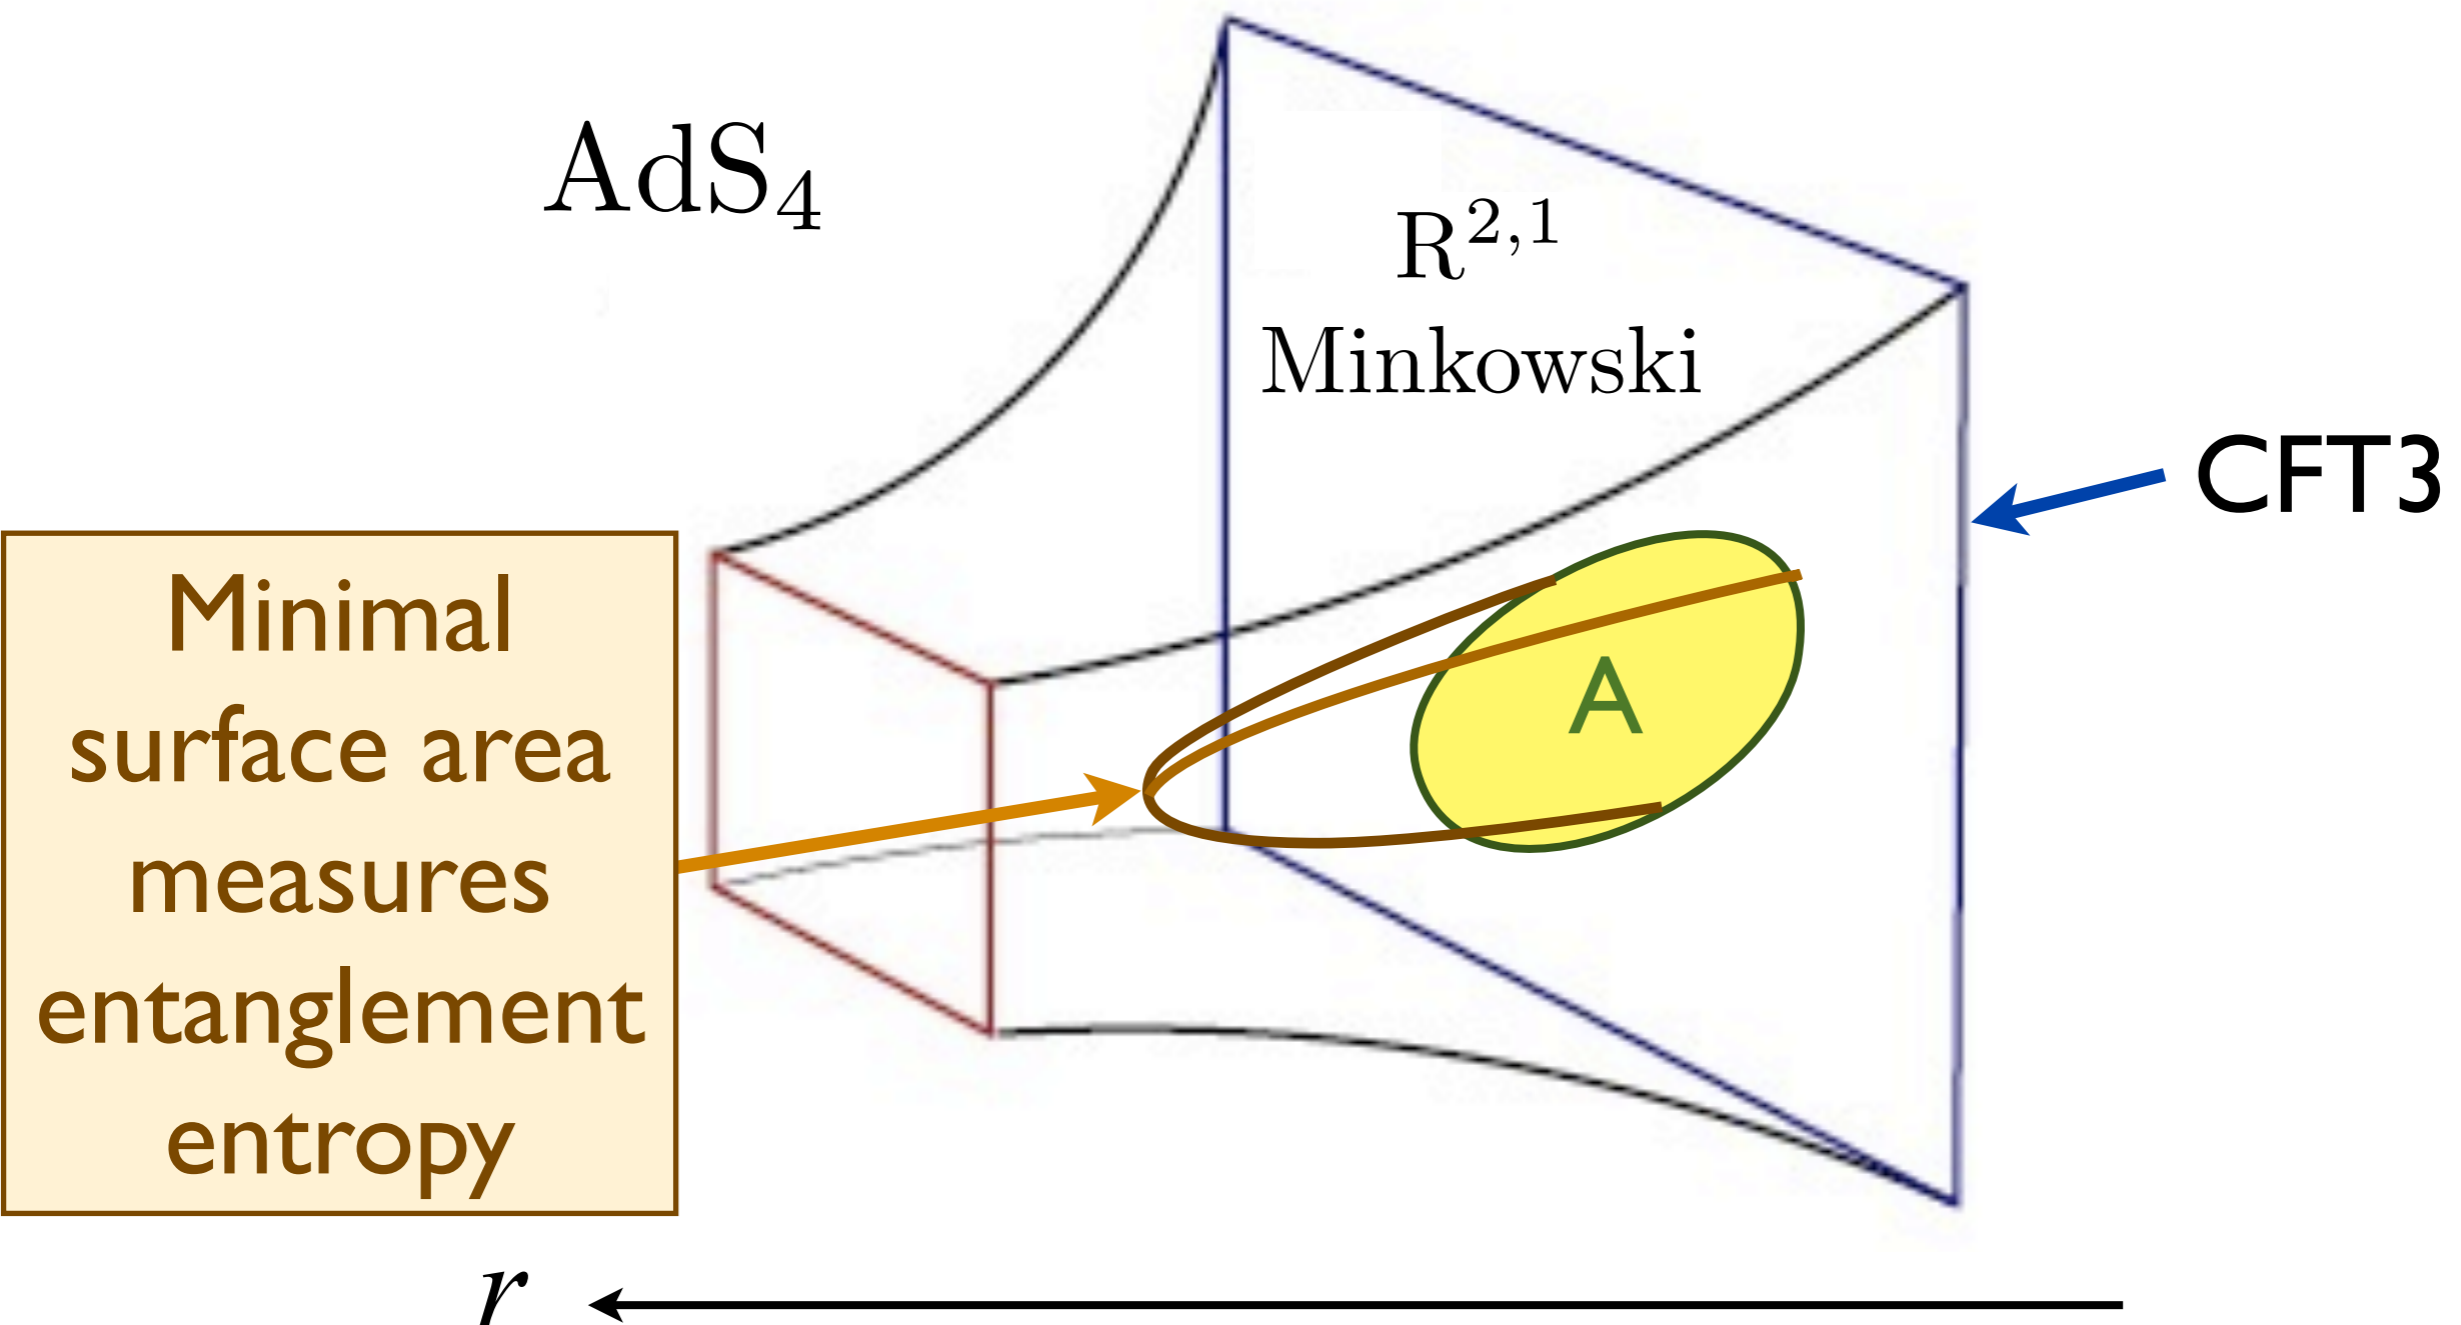 AdS₄
R²,¹
Minkowski
CFT3
A
Minimal
surface area
measures
entanglement
entropy
r